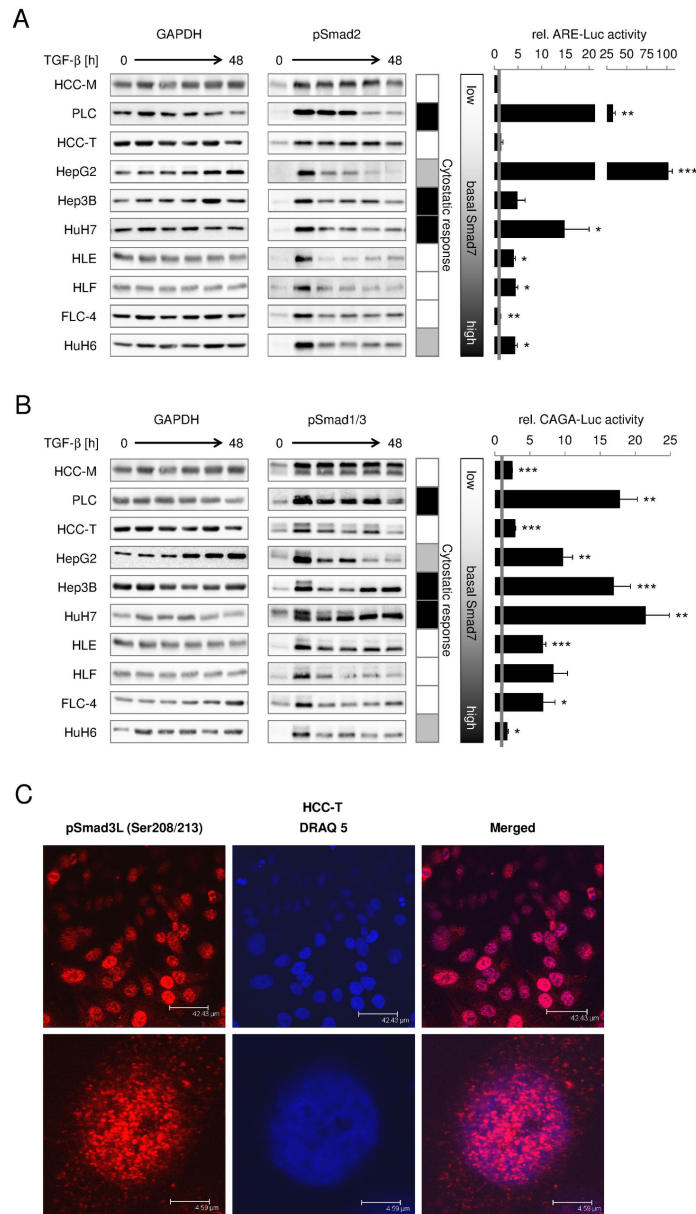 A
GAPDH
pSmad2
rel. ARE-Luc activity
TGF-β [h] 0 48 0 48
0 5 10 15 20 25 50 75 100
HCC-M
PLC
HCC-T
HepG2
Hep3B
HuH7
HLE
HLF
FLC-4
HuH6
Cytostatic response
low
basal Smad7
high
**
***
*
*
*
**
*
B
GAPDH
pSmad1/3
rel. CAGA-Luc activity
TGF-β [h] 0 48 0 48
0 5 10 15 20 25
HCC-M
PLC
HCC-T
HepG2
Hep3B
HuH7
HLE
HLF
FLC-4
HuH6
Cytostatic response
low
basal Smad7
high
***
**
***
**
***
**
***
*
*
C
HCC-T
pSmad3L (Ser208/213) DRAQ 5 Merged
42.43 µm 42.43 µm 42.43 µm
4.59 µm 4.59 µm 4.59 µm